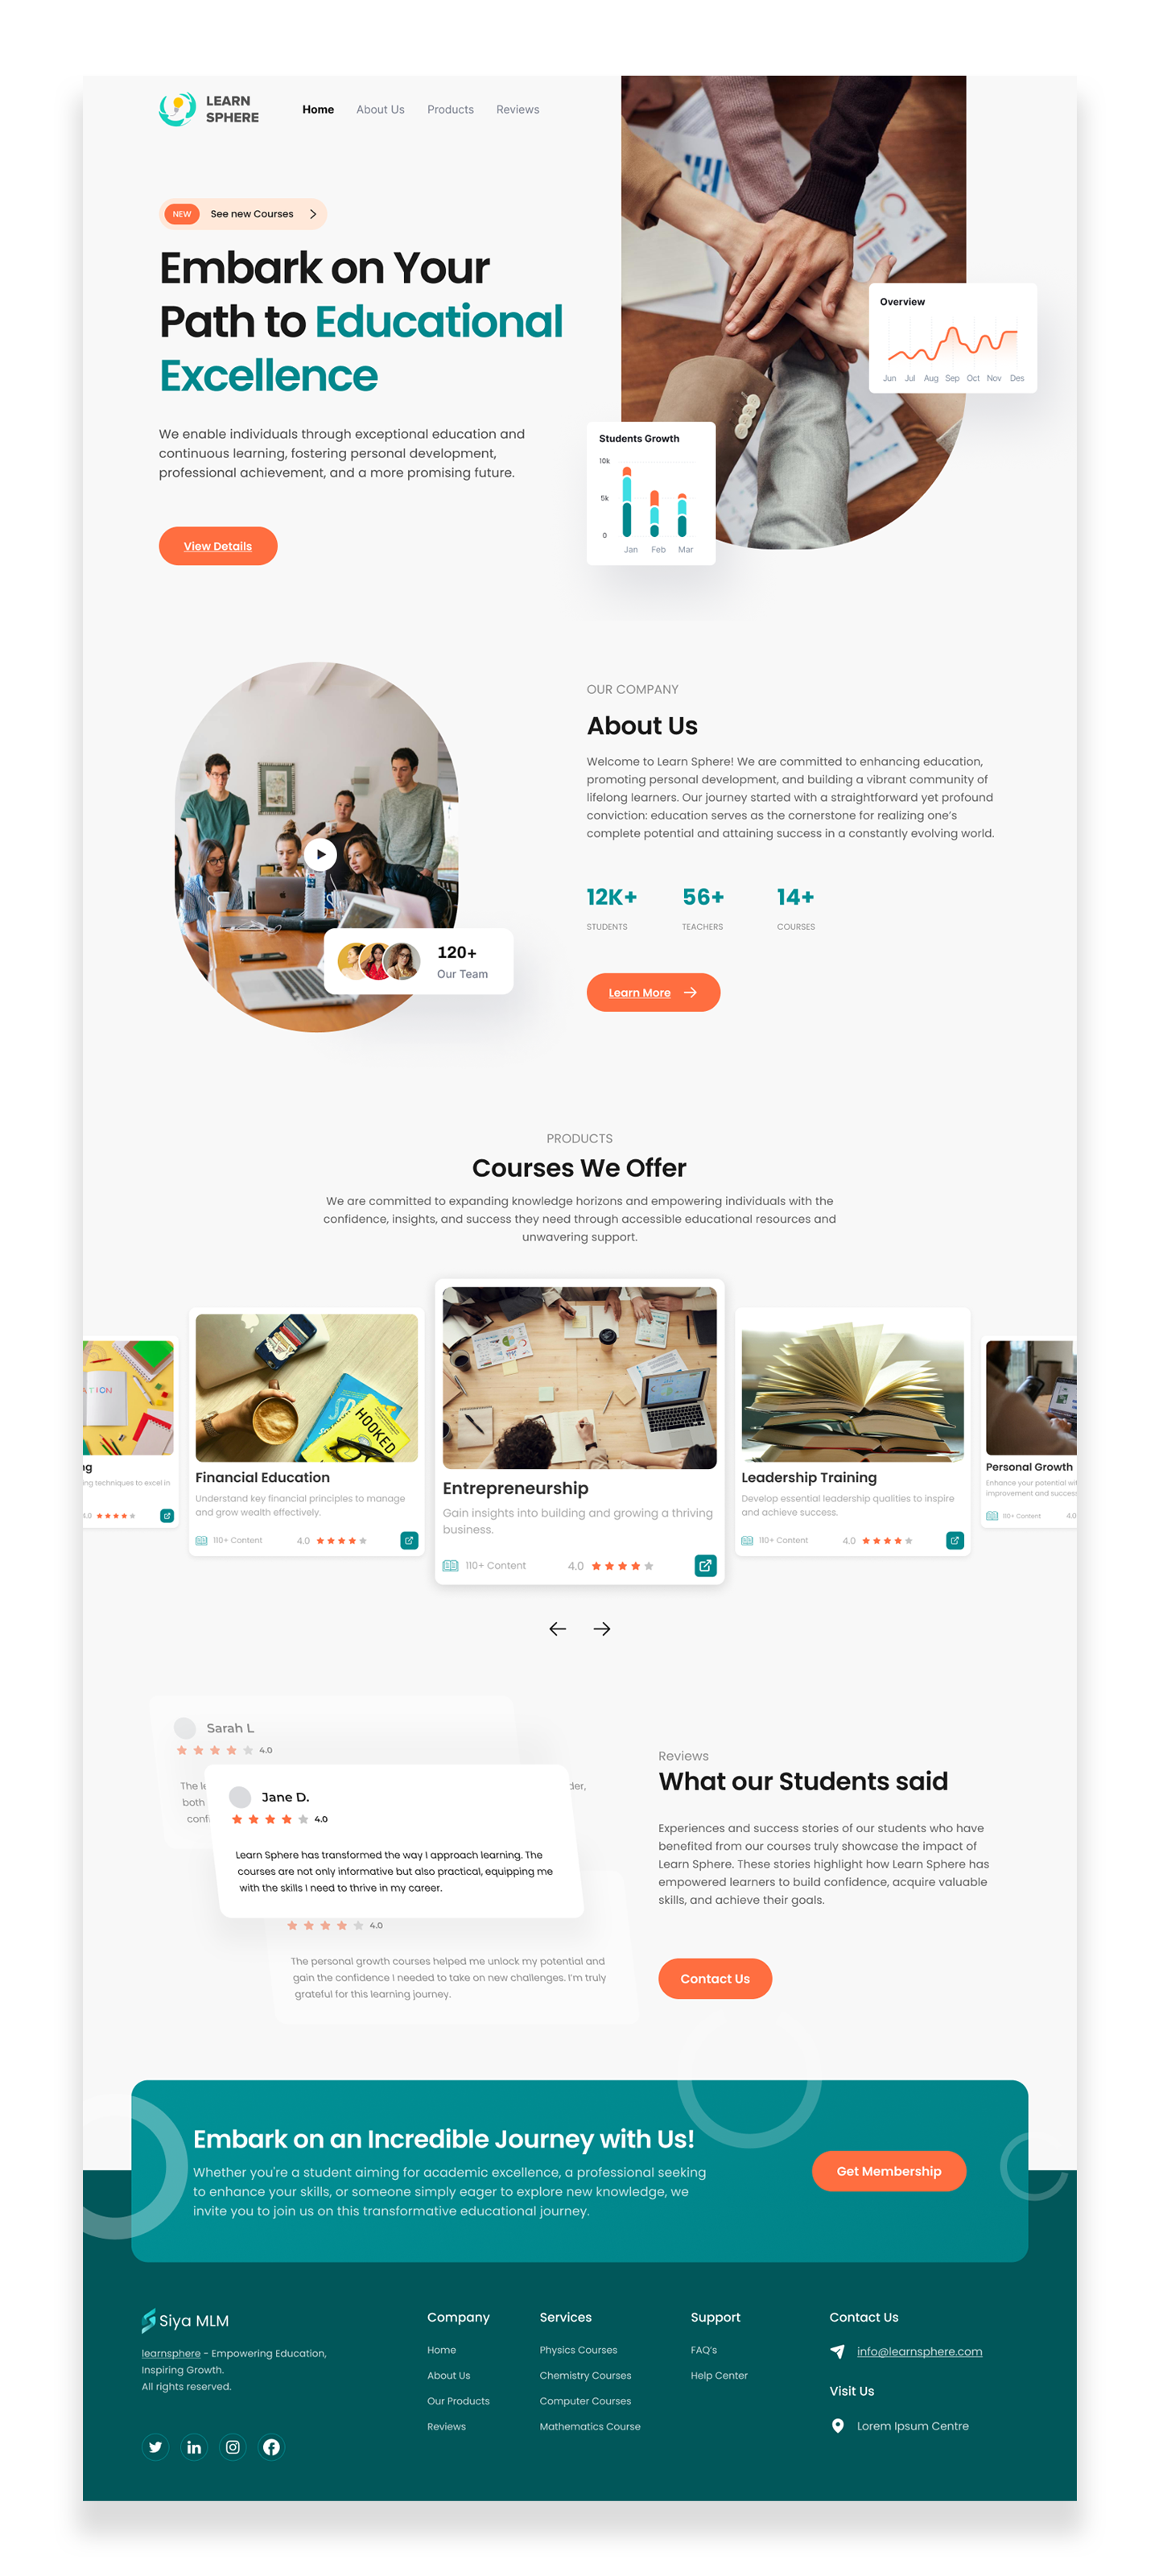 LEARN
SPHERE
Home About Us Products Reviews
NEW See new Courses
Embark on Your
Path to Educational
Excellence
We enable individuals through exceptional education and
continuous learning, fostering personal development,
professional achievement, and a more promising future.
View Details
Overview
Jun Jul Aug Sep Oct Nov Des
Students Growth
10k
5k
0
Jan Feb Mar
OUR COMPANY
About Us
Welcome to Learn Sphere! We are committed to enhancing education,
promoting personal development, and building a vibrant community of
lifelong learners. Our journey started with a straightforward yet profound
conviction: education serves as the cornerstone for realizing one's
complete potential and attaining success in a constantly evolving world.
12K+ 56+ 14+
STUDENTS TEACHERS COURSES
Learn More
120+
Our Team
PRODUCTS
Courses We Offer
We are committed to expanding knowledge horizons and empowering individuals with the
confidence, insights, and success they need through accessible educational resources and
unwavering support.
ng techniques to excel in
4.0
HOOKED
Financial Education
Understand key financial principles to manage
and grow wealth effectively.
110+ Content 4.0
Entrepreneurship
Gain insights into building and growing a thriving
business.
110+ Content 4.0
Leadership Training
Develop essential leadership qualities to inspire
and achieve success.
110+ Content 4.0
Personal Growth
Enhance your potential
improvement and
110+ Content 4.0
Sarah L
4.0
The
both
Jane D.
4.0
Learn Sphere has transformed the way I approach learning. The
courses are not only informative but also practical, equipping me
with the skills I need to thrive in my career.
4.0
The personal growth courses helped me unlock my potential and
gain the confidence I needed to take on new challenges. I'm truly
grateful for this learning journey.
Reviews
What our Students said
Experiences and success stories of our students who have
benefited from our courses truly showcase the impact of
Learn Sphere. These stories highlight how Learn Sphere has
empowered learners to build confidence, acquire valuable
skills, and achieve their goals.
Contact Us
Embark on an Incredible Journey with Us!
Whether you're a student aiming for academic excellence, a professional seeking
to enhance your skills, or someone simply eager to explore new knowledge, we
invite you to join us on this transformative educational journey.
Get Membership
Siya MLM
learnsphere - Empowering Education,
Inspiring Growth.
All rights reserved.
Company
Home
About Us
Our Products
Reviews
Services
Physics Courses
Chemistry Courses
Computer Courses
Mathematics Course
Support
FAQ's
Help Center
Contact Us
info@learnsphere.com
Visit Us
Lorem Ipsum Centre